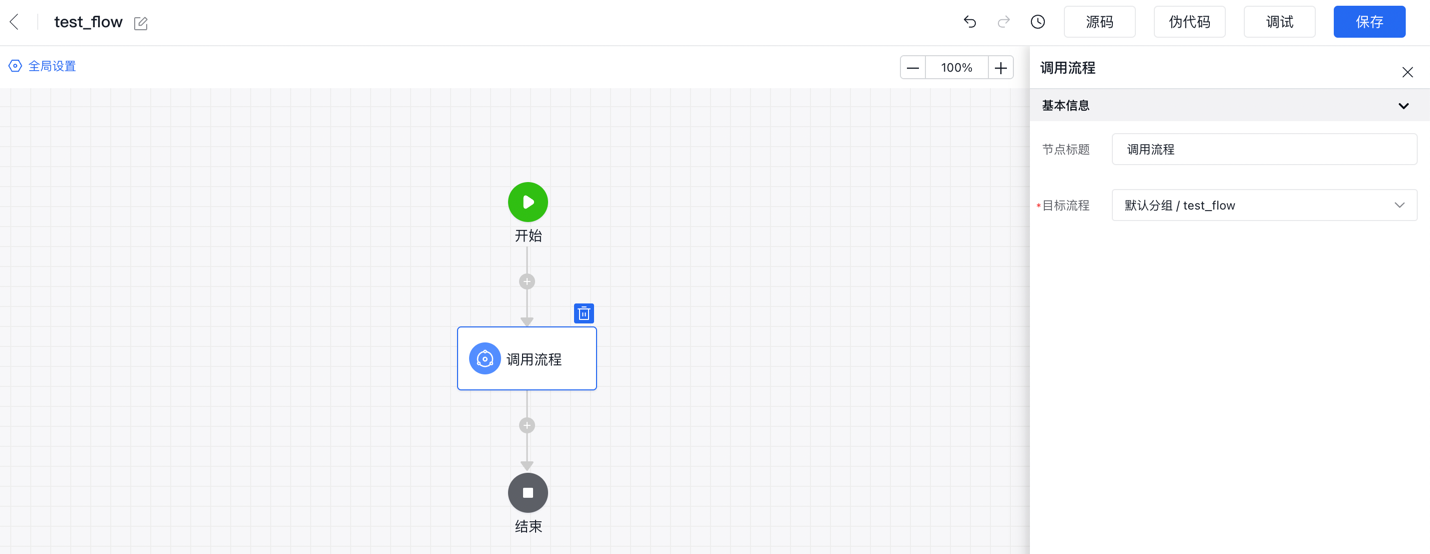 test_flow
源码
伪代码
调试
保存
全局设置
100%
调用流程
基本信息
节点标题
调用流程
*目标流程
默认分组 / test_flow
开始
调用流程
结束